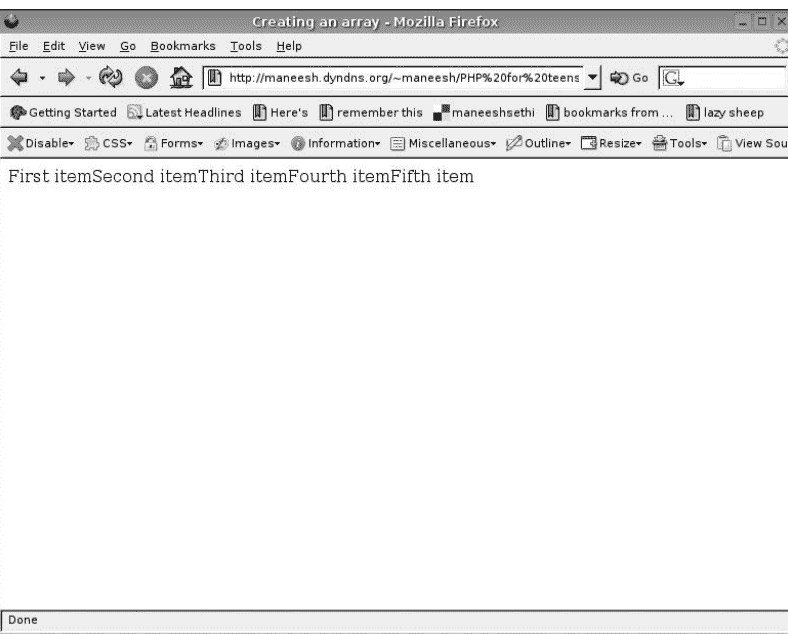 Creating an array - Mozilla Firefox
File Edit View Go Bookmarks Tools Help
http://maneesh.dyndns.org/~maneesh/PHP%20for%20teens Go G
Getting Started Latest Headlines Here's remember this maneeshsethi bookmarks from ... lazy sheep
Disable CSS Forms Images Information Miscellaneous Outline Resize Tools View Sou
First itemSecond itemThird itemFourth itemFifth item
Done